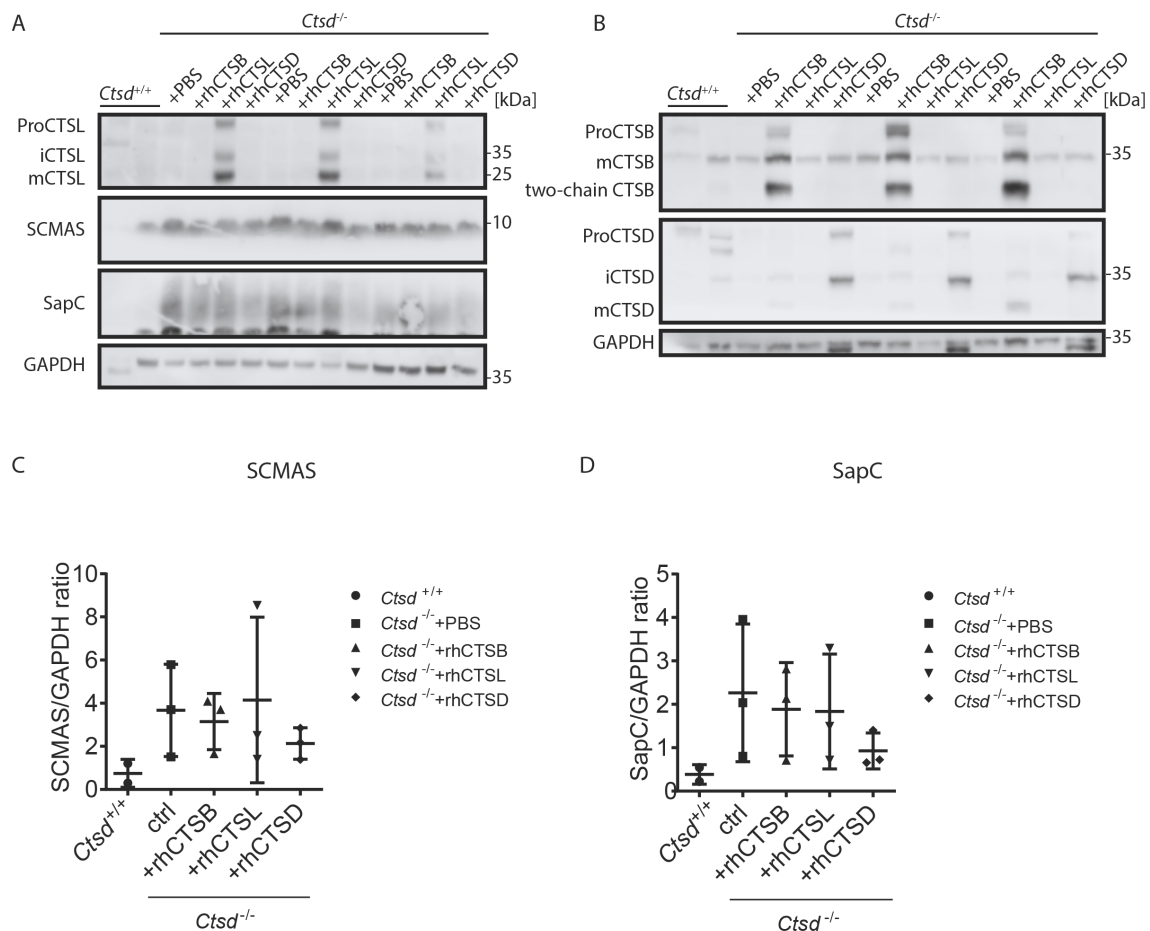 A
Ctsd-/-
Ctsd+/+
+PBS
+rhCTSB
+rhCTSL
+rhCTSD
+PBS
+rhCTSB
+rhCTSL
+rhCTSD
+PBS
+rhCTSB
+rhCTSL
+rhCTSD
[kDa]
ProCTSL
iCTSL
mCTSL
35
25
SCMAS
10
SapC
GAPDH
35
B
Ctsd-/-
Ctsd+/+
+PBS
+rhCTSB
+rhCTSL
+rhCTSD
+PBS
+rhCTSB
+rhCTSL
+rhCTSD
+PBS
+rhCTSB
+rhCTSL
+rhCTSD
[kDa]
ProCTSB
mCTSB
two-chain CTSB
35
ProCTSD
iCTSD
mCTSD
35
GAPDH
35
C
SCMAS
SCMAS/GAPDH ratio
10
8
6
4
2
0
Ctsd+/+
ctrl
+rhCTSB
+rhCTSL
+rhCTSD
Ctsd-/-
Ctsd +/+
Ctsd -/-+PBS
Ctsd -/-+rhCTSB
Ctsd -/-+rhCTSL
Ctsd -/-+rhCTSD
D
SapC
SapC/GAPDH ratio
5
4
3
2
1
0
Ctsd+/+
ctrl
+rhCTSB
+rhCTSL
+rhCTSD
Ctsd -/-
Ctsd +/+
Ctsd -/-+PBS
Ctsd -/-+rhCTSB
Ctsd -/-+rhCTSL
Ctsd -/-+rhCTSD